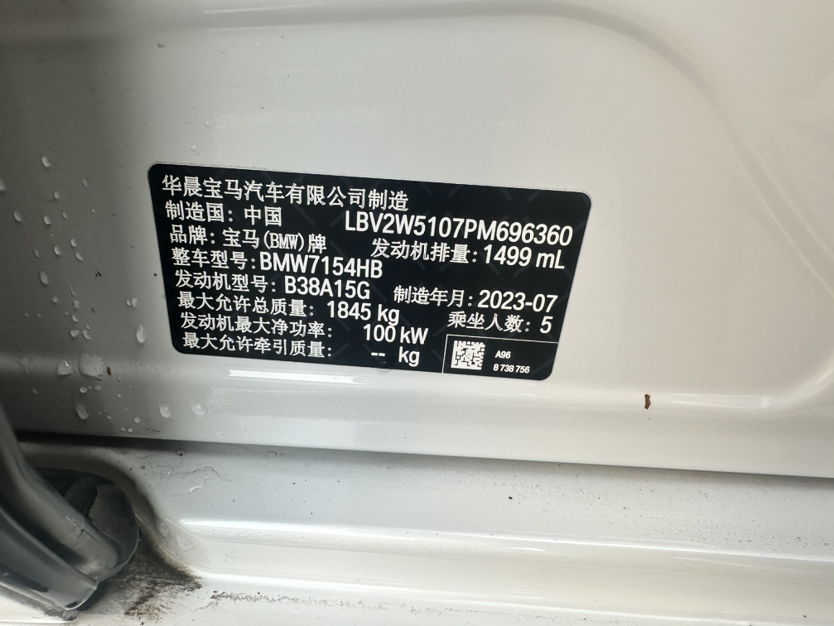 华晨宝马汽车有限公司制造
制造国: 中国 LBV2W5107PM696360
品牌: 宝马(BMW)牌 发动机排量: 1499 mL
整车型号: BMW7154HB
发动机型号: B38A15G 制造年月: 2023-07
最大允许总质量: 1845 kg 乘坐人数: 5
发动机最大净功率: 100 kW
最大允许牵引质量: -- kg
A96
8 738 756